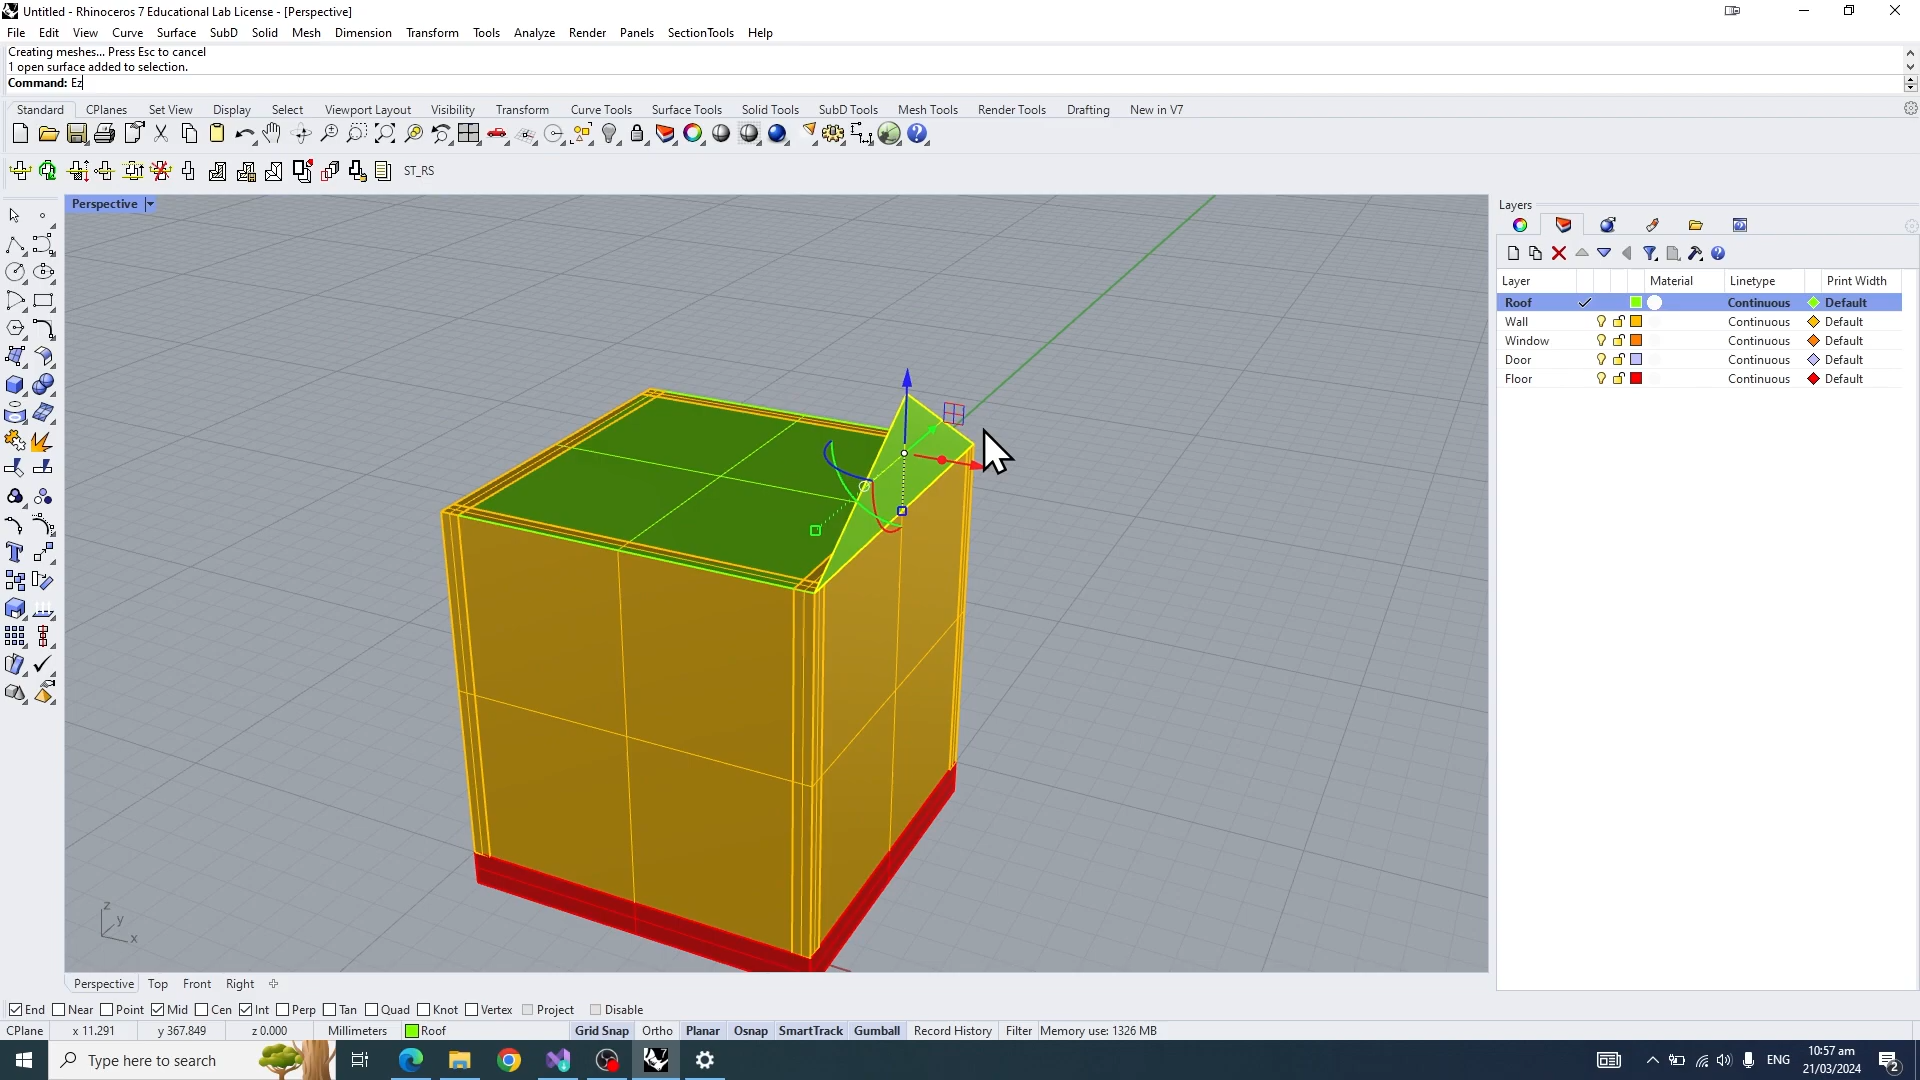 Untitled - Rhinoceros 7 Educational Lab License - [Perspective]
File Edit View Curve Surface SubD Solid Mesh Dimension Transform Tools Analyze Render Panels SectionTools Help
Creating meshes... Press Esc to cancel
1 open surface added to selection.
Command: Ez
Standard CPlanes Set View Display Select Viewport Layout Visibility Transform Curve Tools Surface Tools Solid Tools SubD Tools Mesh Tools Render Tools Drafting New in V7
ST_RS
Perspective
Layers
Layer Material Linetype Print Width
Roof Continuous Default
Wall Continuous Default
Window Continuous Default
Door Continuous Default
Floor Continuous Default
z
y
x
Perspective Top Front Right
End Near Point Mid Cen Int Perp Tan Quad Knot Vertex Project Disable
CPlane x 11.291 y 367.849 z 0.000 Millimeters Roof Grid Snap Ortho Planar Osnap SmartTrack Gumball Record History Filter Memory use: 1326 MB
Type here to search
ENG
10:57 am
21/03/2024
2